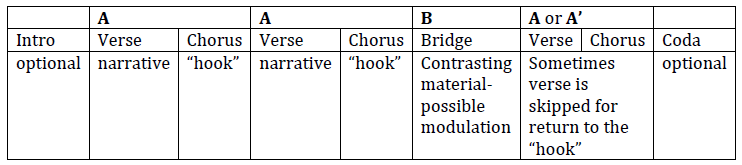 A A B A or A’
Intro Verse Chorus Verse Chorus Bridge Verse Chorus Coda
optional narrative “hook” narrative “hook” Contrasting Sometimes optional
material- verse is
possible skipped for
modulation return to the
“hook”